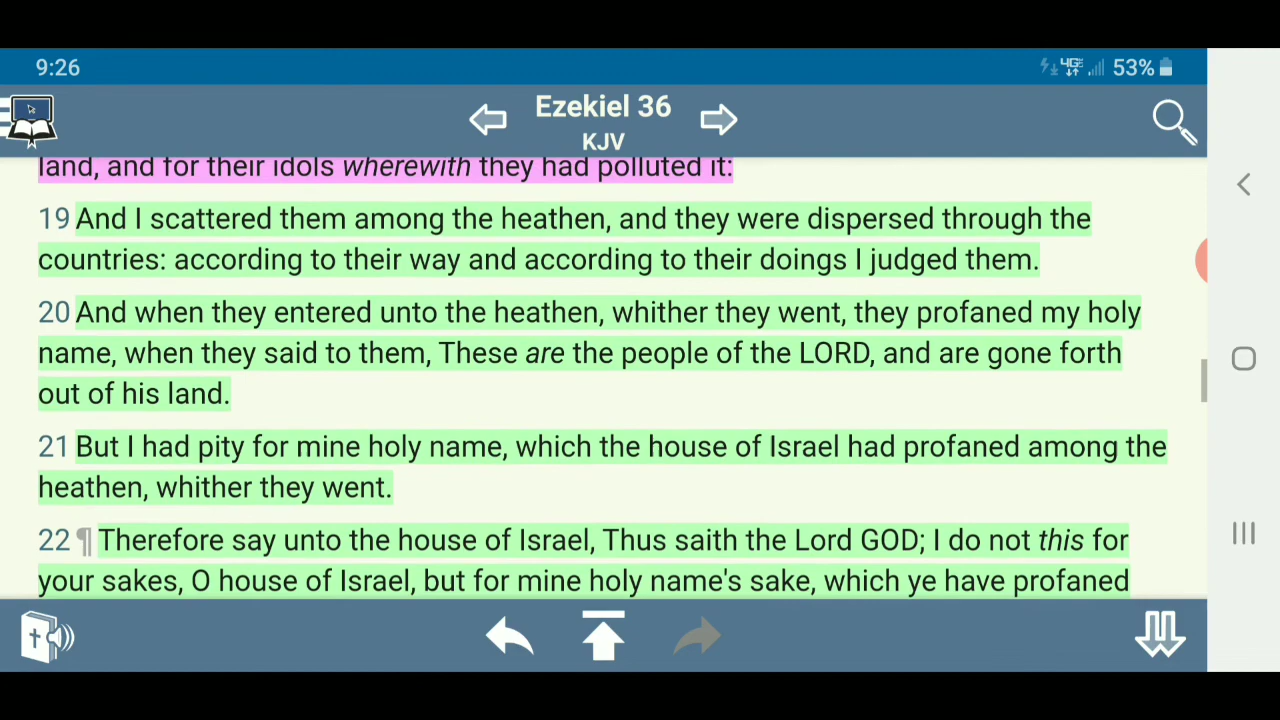 9:26
4G 53%
Ezekiel 36
KJV
land, and for their idols wherewith they had polluted it:
19 And I scattered them among the heathen, and they were dispersed through the
countries: according to their way and according to their doings I judged them.
20 And when they entered unto the heathen, whither they went, they profaned my holy
name, when they said to them, These are the people of the LORD, and are gone forth
out of his land.
21 But I had pity for mine holy name, which the house of Israel had profaned among the
heathen, whither they went.
22 ¶ Therefore say unto the house of Israel, Thus saith the Lord GOD; I do not this for
your sakes, O house of Israel, but for mine holy name's sake, which ye have profaned